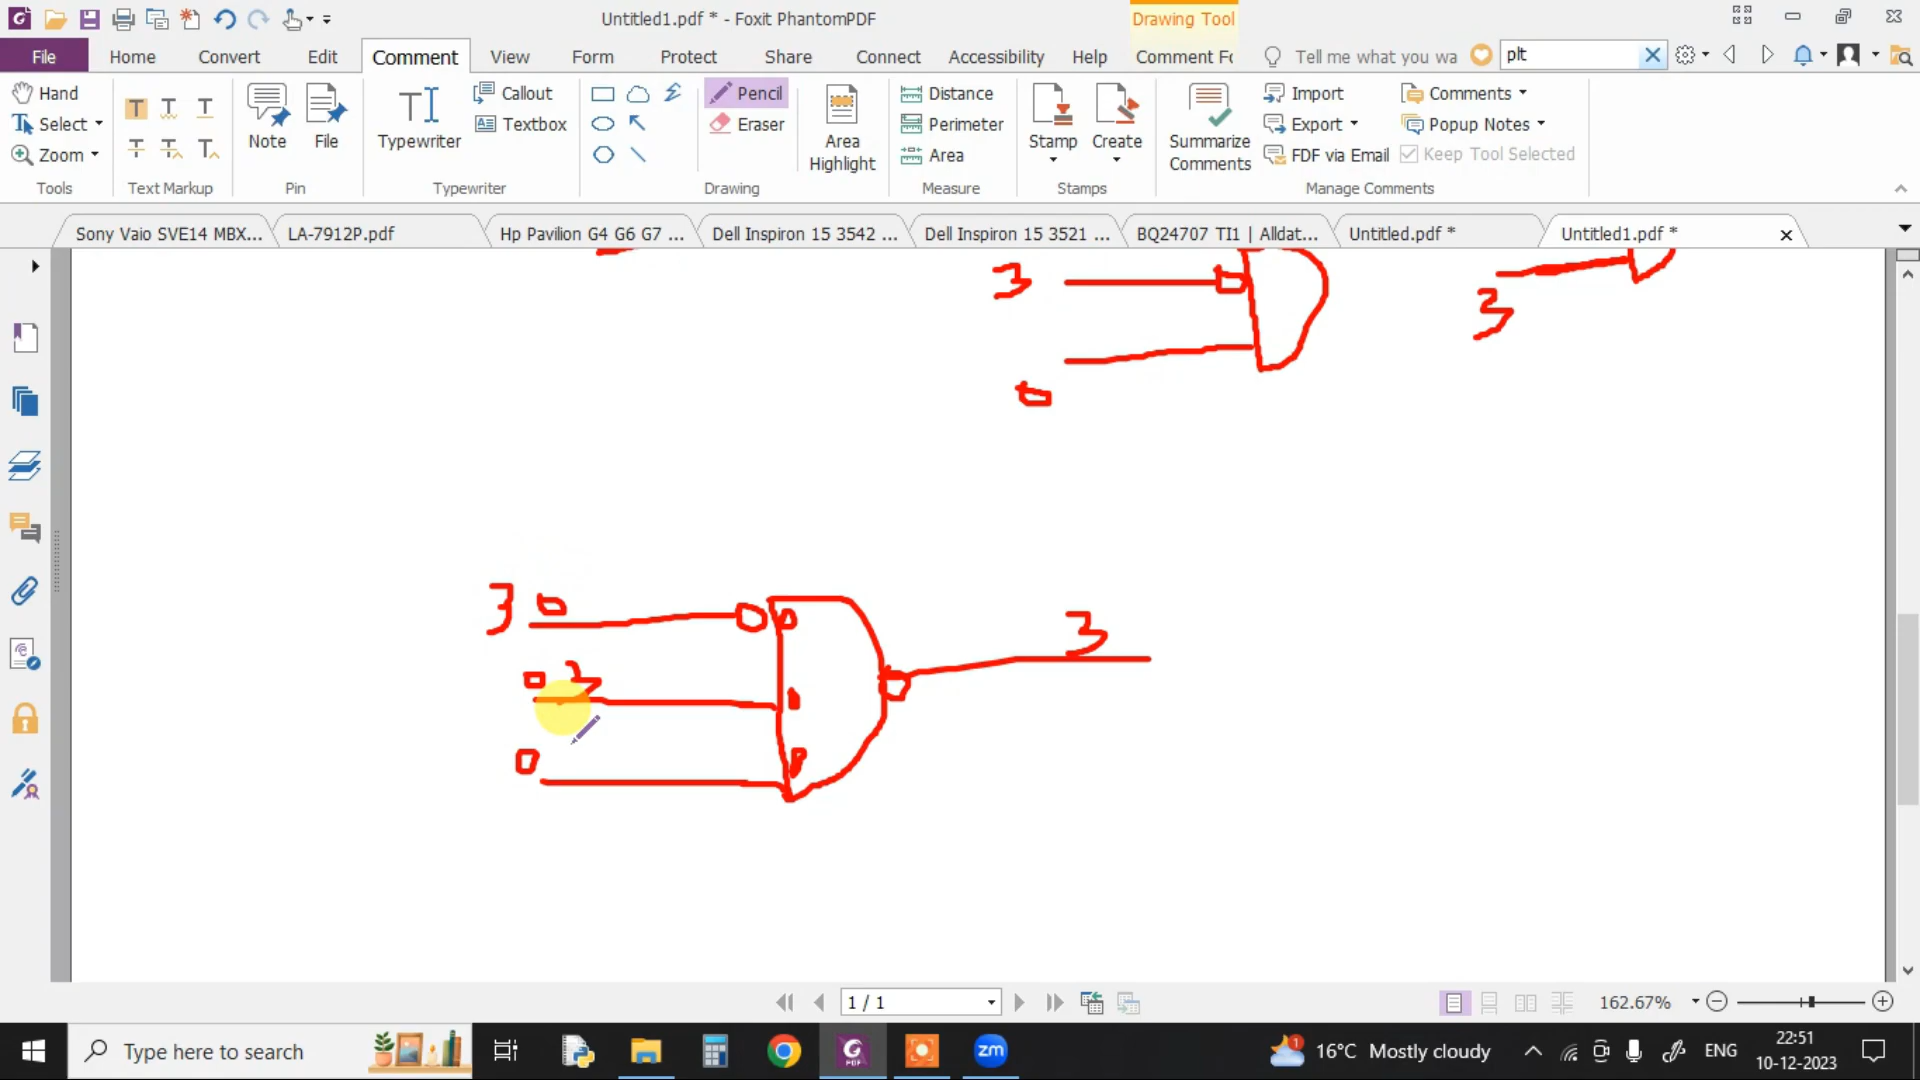 Untitled1.pdf * - Foxit PhantomPDF
Drawing Tool
File Home Convert Edit Comment View Form Protect Share Connect Accessibility Help Comment Fc Tell me what you wa plt
Hand Callout Pencil Distance Import Comments
Select Typewriter Textbox Eraser Perimeter Export Popup Notes
Zoom Note File Area Highlight Area Stamp Create Summarize Comments FDF via Email Keep Tool Selected
Tools Text Markup Pin Typewriter Drawing Measure Stamps Manage Comments
Sony Vaio SVE14 MBX... LA-7912P.pdf Hp Pavilion G4 G6 G7 ... Dell Inspiron 15 3542 ... Dell Inspiron 15 3521 ... BQ24707 TI1 | Alldat... Untitled.pdf * Untitled1.pdf *
3
3
0
3 0 0 3
0 3
0
1 / 1 162.67%
Type here to search zm 1 16°C Mostly cloudy ENG 22:51
10-12-2023